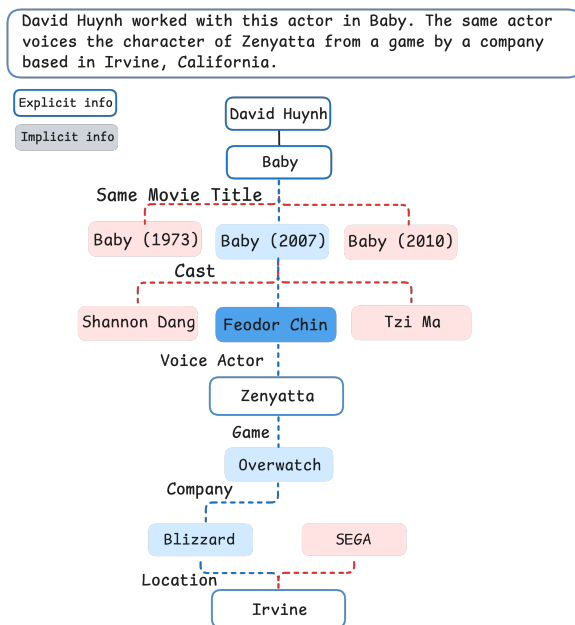 David Huynh worked with this actor in Baby. The same actor
voices the character of Zenyatta from a game by a company
based in Irvine, California.
Explicit info
Implicit info
David Huynh
Baby
Same Movie Title
Baby (1973)
Baby (2007)
Baby (2010)
Cast
Shannon Dang
Feodor Chin
Tzi Ma
Voice Actor
Zenyatta
Game
Overwatch
Company
Blizzard
SEGA
Location
Irvine